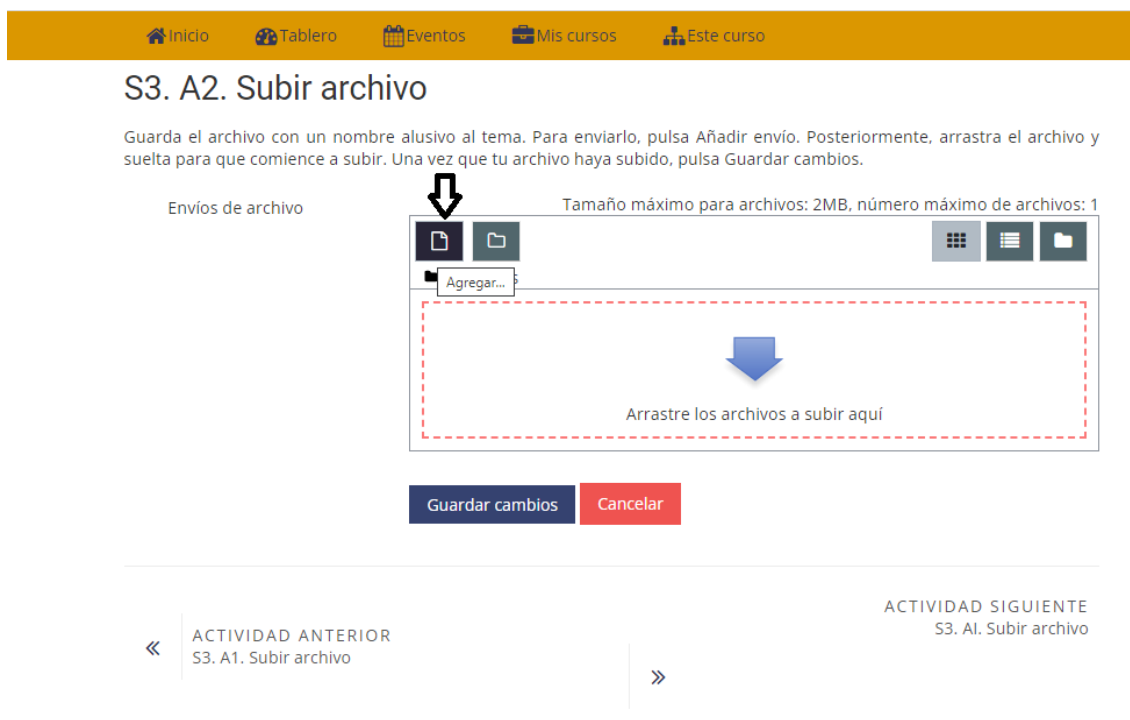 Inicio Tablero Eventos Mis cursos Este curso
S3. A2. Subir archivo
Guarda el archivo con un nombre alusivo al tema. Para enviarlo, pulsa Añadir envío. Posteriormente, arrastra el archivo y
suelta para que comience a subir. Una vez que tu archivo haya subido, pulsa Guardar cambios.
Envíos de archivo
Tamaño máximo para archivos: 2MB, número máximo de archivos: 1
Agregar...
Arrastre los archivos a subir aquí
Guardar cambios Cancelar
ACTIVIDAD ANTERIOR
S3. A1. Subir archivo
ACTIVIDAD SIGUIENTE
S3. AI. Subir archivo